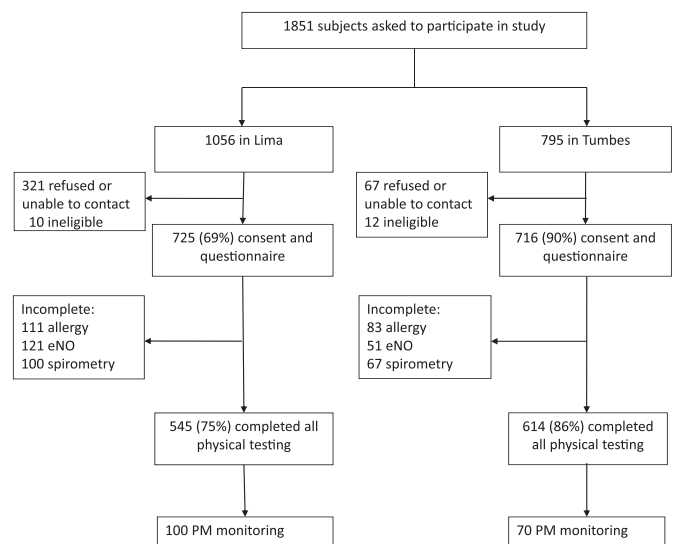 1851 subjects asked to participate in study
1056 in Lima
795 in Tumbes
321 refused or
unable to contact
10 ineligible
67 refused or
unable to contact
12 ineligible
725 (69%) consent and
questionnaire
716 (90%) consent and
questionnaire
Incomplete:
111 allergy
121 eNO
100 spirometry
Incomplete:
83 allergy
51 eNO
67 spirometry
545 (75%) completed all
physical testing
614 (86%) completed
all physical testing
100 PM monitoring
70 PM monitoring